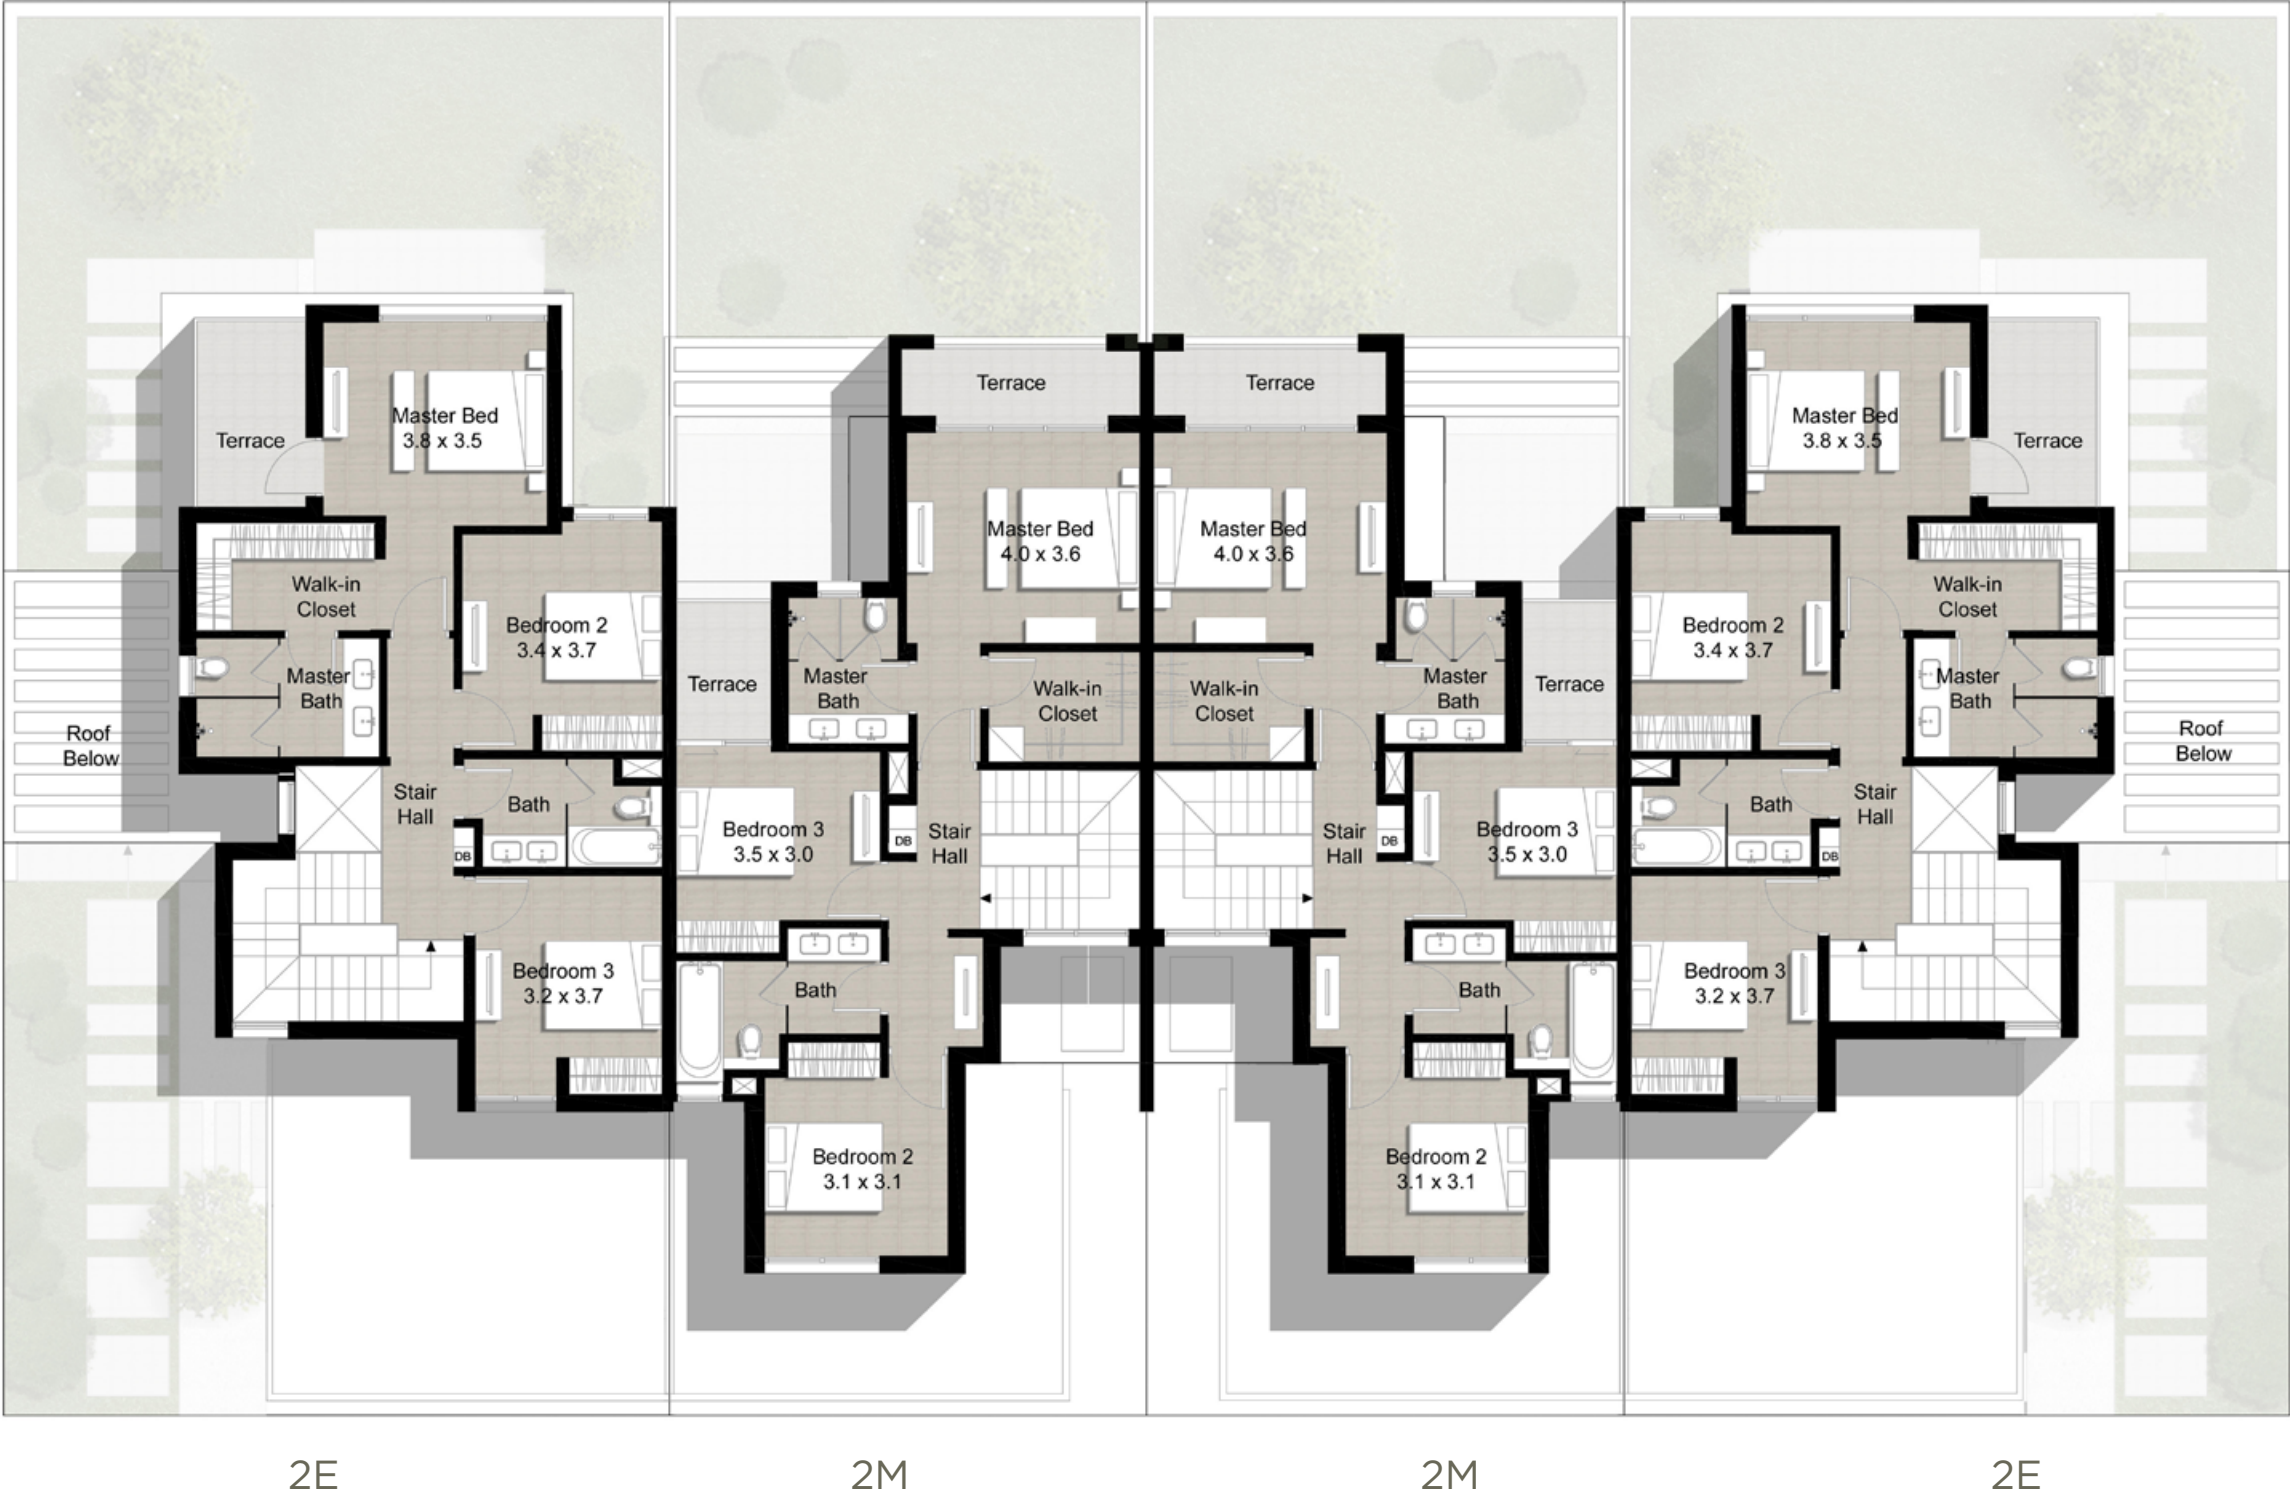 Master Bed
3.8 x 3.5
Terrace
Walk-in
Closet
Bedroom 2
3.4 x 3.7
Master
Bath
Roof
Below
Stair
Hall
Bath
DB
Bedroom 3
3.2 x 3.7
Terrace
Master Bed
4.0 x 3.6
Terrace
Master
Bath
Walk-in
Closet
Bedroom 3
3.5 x 3.0
DB
Stair
Hall
Bath
Bedroom 2
3.1 x 3.1
Terrace
Master Bed
4.0 x 3.6
Walk-in
Closet
Master
Bath
Terrace
Stair
Hall
DB
Bedroom 3
3.5 x 3.0
Bath
Bedroom 2
3.1 x 3.1
Master Bed
3.8 x 3.5
Terrace
Walk-in
Closet
Bedroom 2
3.4 x 3.7
Master
Bath
Roof
Below
Bath
Stair
Hall
DB
Bedroom 3
3.2 x 3.7
2E
2M
2M
2E